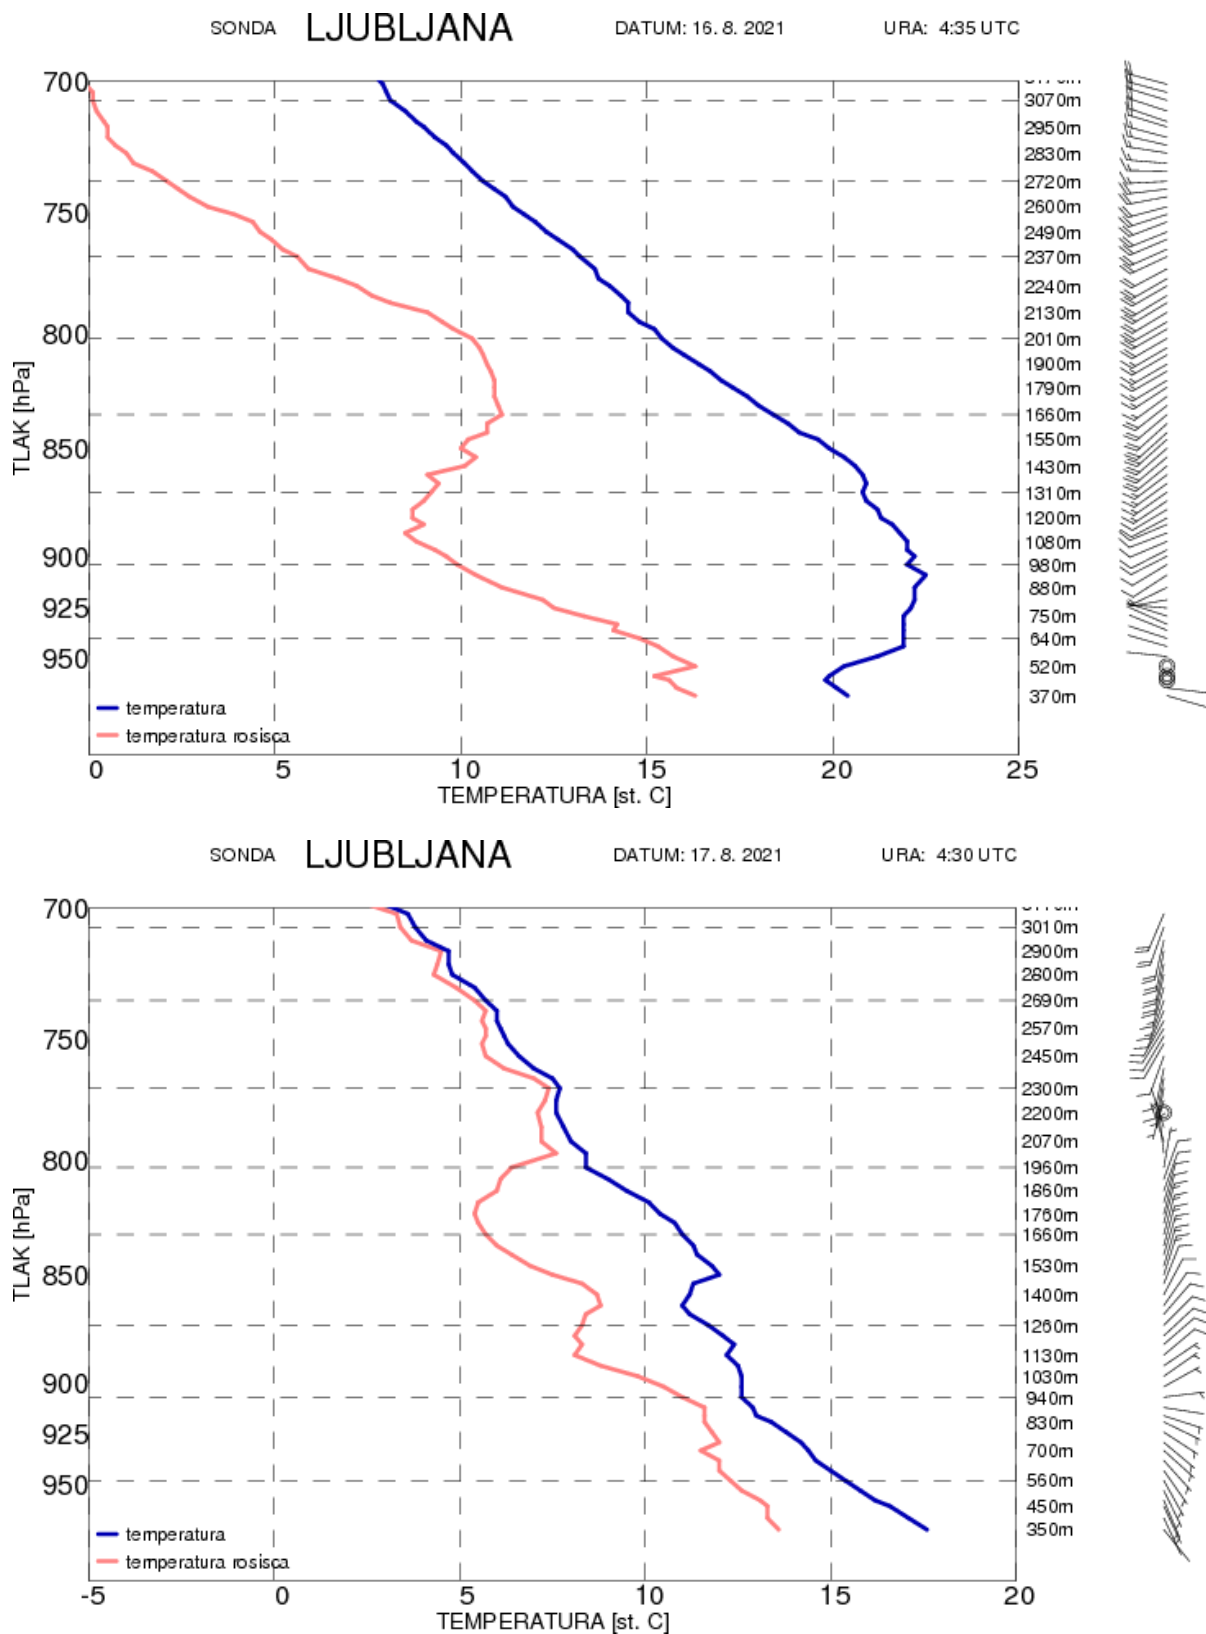 SONDA LJUBLJANA DATUM: 16. 8. 2021 URA: 4:35 UTC
700
3070m
2950m
2830m
2720m
750 2600m
2490m
2370m
2240m
2130m
800 2010m
1900m
1790m
1660m
1550m
850
1430m
1310m
1200m
1080m
900 980m
880m
925 750m
640m
950 520m
370m
TLAK [hPa]
temperatura
temperatura rosisca
0 5 10 15 20 25
TEMPERATURA [st. C]
SONDA LJUBLJANA DATUM: 17. 8. 2021 URA: 4:30 UTC
700
3010m
2900m
2800m
2690m
2570m
750
2450m
2300m
2200m
2070m
800 1960m
1860m
1760m
1660m
1530m
850
1400m
1260m
1130m
1030m
900
940m
830m
925
700m
560m
950
450m
350m
TLAK [hPa]
temperatura
temperatura rosisca
-5 0 5 10 15 20
TEMPERATURA [st. C]